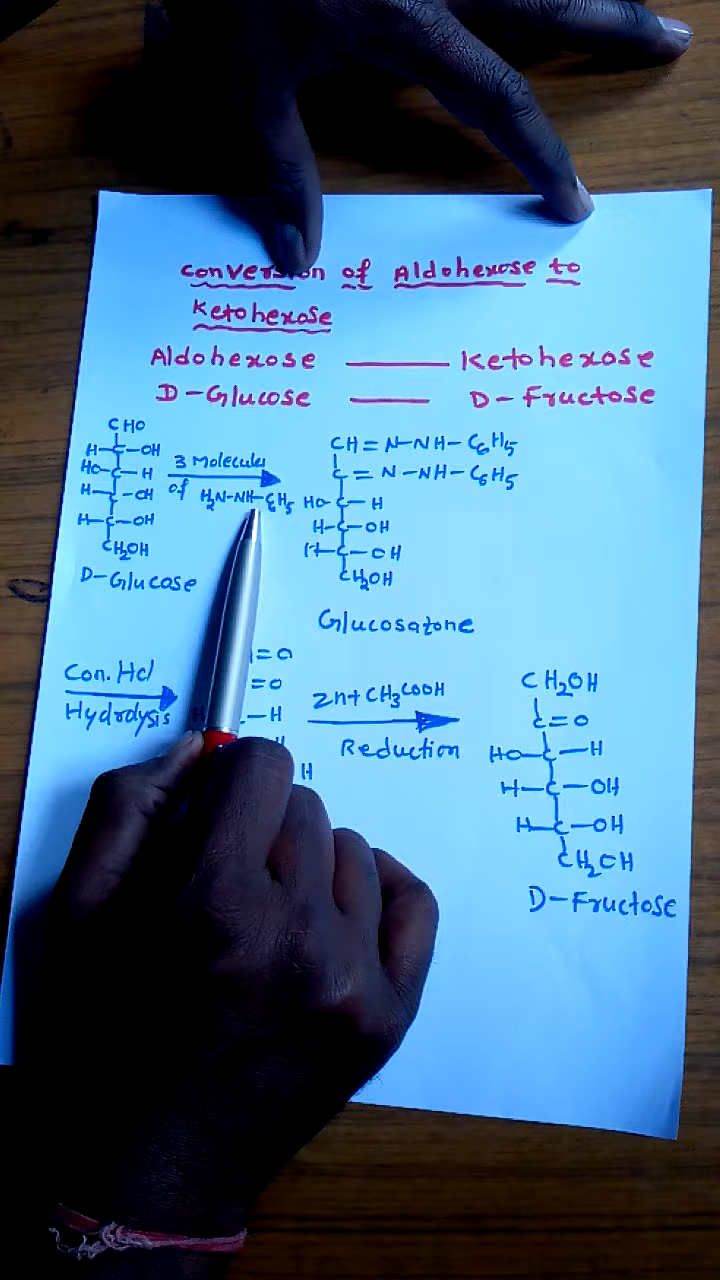 Conversion of Aldohexose to
Ketohexose
Aldohexose Ketohexose
D-Glucose D-Fructose
CHO
H-C-OH
HO-C-H
H-C-OH
H-C-OH
CH2OH
D-Glucose
3 Molecules
of H2N-NH-C6H5
CH=N-NH-C6H5
C=N-NH-C6H5
HO-C-H
H-C-OH
H-C-OH
CH2OH
Glucosazone
Con. Hcl
Hydrolysis
=O
=O
-H
H
Zn+CH3COOH
Reduction
CH2OH
C=O
HO-C-H
H-C-OH
H-C-OH
CH2OH
D-Fructose